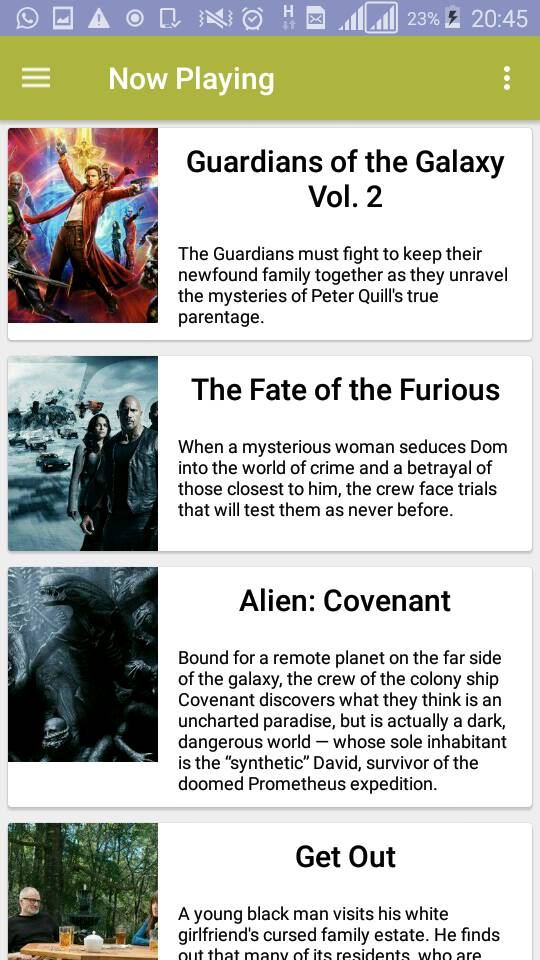 H 23% 20:45
Now Playing
Guardians of the Galaxy
Vol. 2
The Guardians must fight to keep their
newfound family together as they unravel
the mysteries of Peter Quill's true
parentage.
The Fate of the Furious
When a mysterious woman seduces Dom
into the world of crime and a betrayal of
those closest to him, the crew face trials
that will test them as never before.
Alien: Covenant
Bound for a remote planet on the far side
of the galaxy, the crew of the colony ship
Covenant discovers what they think is an
uncharted paradise, but is actually a dark,
dangerous world — whose sole inhabitant
is the “synthetic” David, survivor of the
doomed Prometheus expedition.
Get Out
A young black man visits his white
girlfriend's cursed family estate. He finds
out that many of its residents, who are